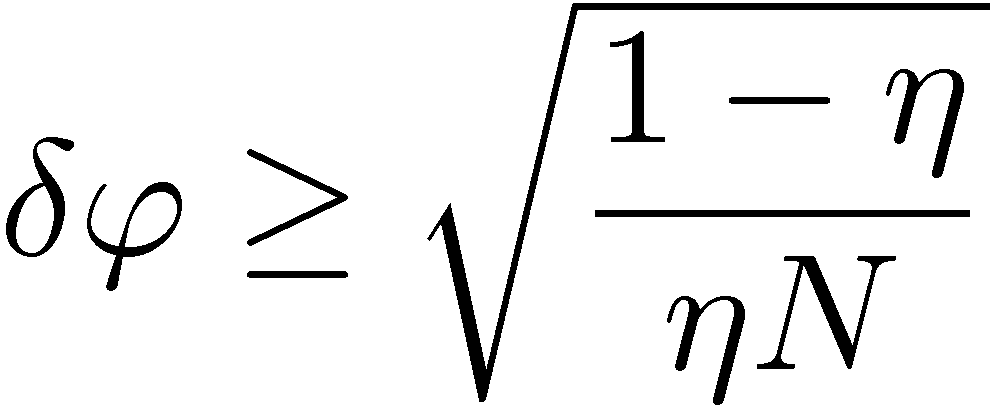 δφ ≥ √((1 − η)/(ηN))